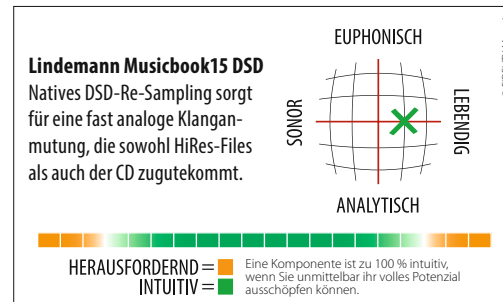 Lindemann Musicbook15 DSD
Natives DSD-Re-Sampling sorgt
für eine fast analoge Klangan-
mutung, die sowohl HiRes-Files
als auch der CD zugutekommt.
EUPHONISCH
SONOR
LEBENDIG
ANALYTISCH
HERAUSFORDERND =
INTUITIV =
Eine Komponente ist zu 100 % intuitiv,
wenn Sie unmittelbar ihr volles Potenzial
ausschöpfen können.